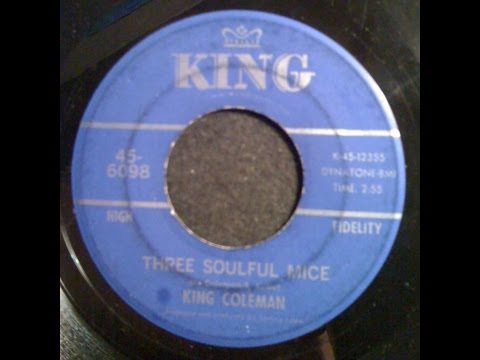 KING
45-
6098
K-45-12355
DYNATONE-BMI
TIME. 2:55
HIGH
FIDELITY
THREE SOULFUL MICE
KING COLEMAN